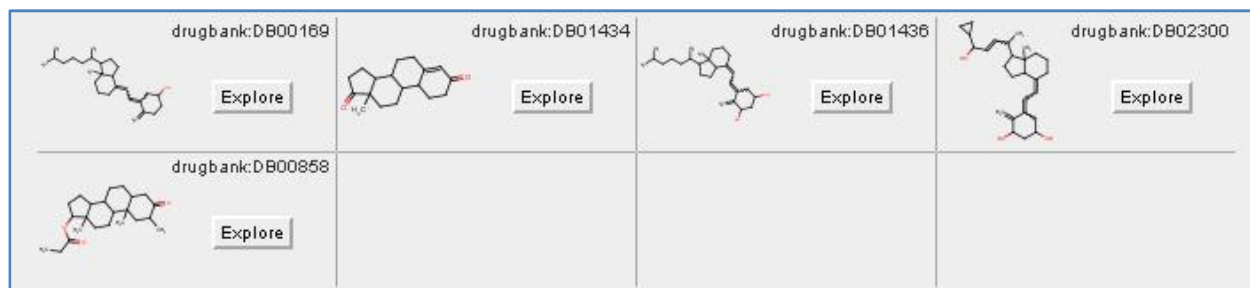 drugbank:DB00169
drugbank:DB01434
drugbank:DB01436
drugbank:DB02300
Explore
Explore
Explore
Explore
drugbank:DB00858
Explore